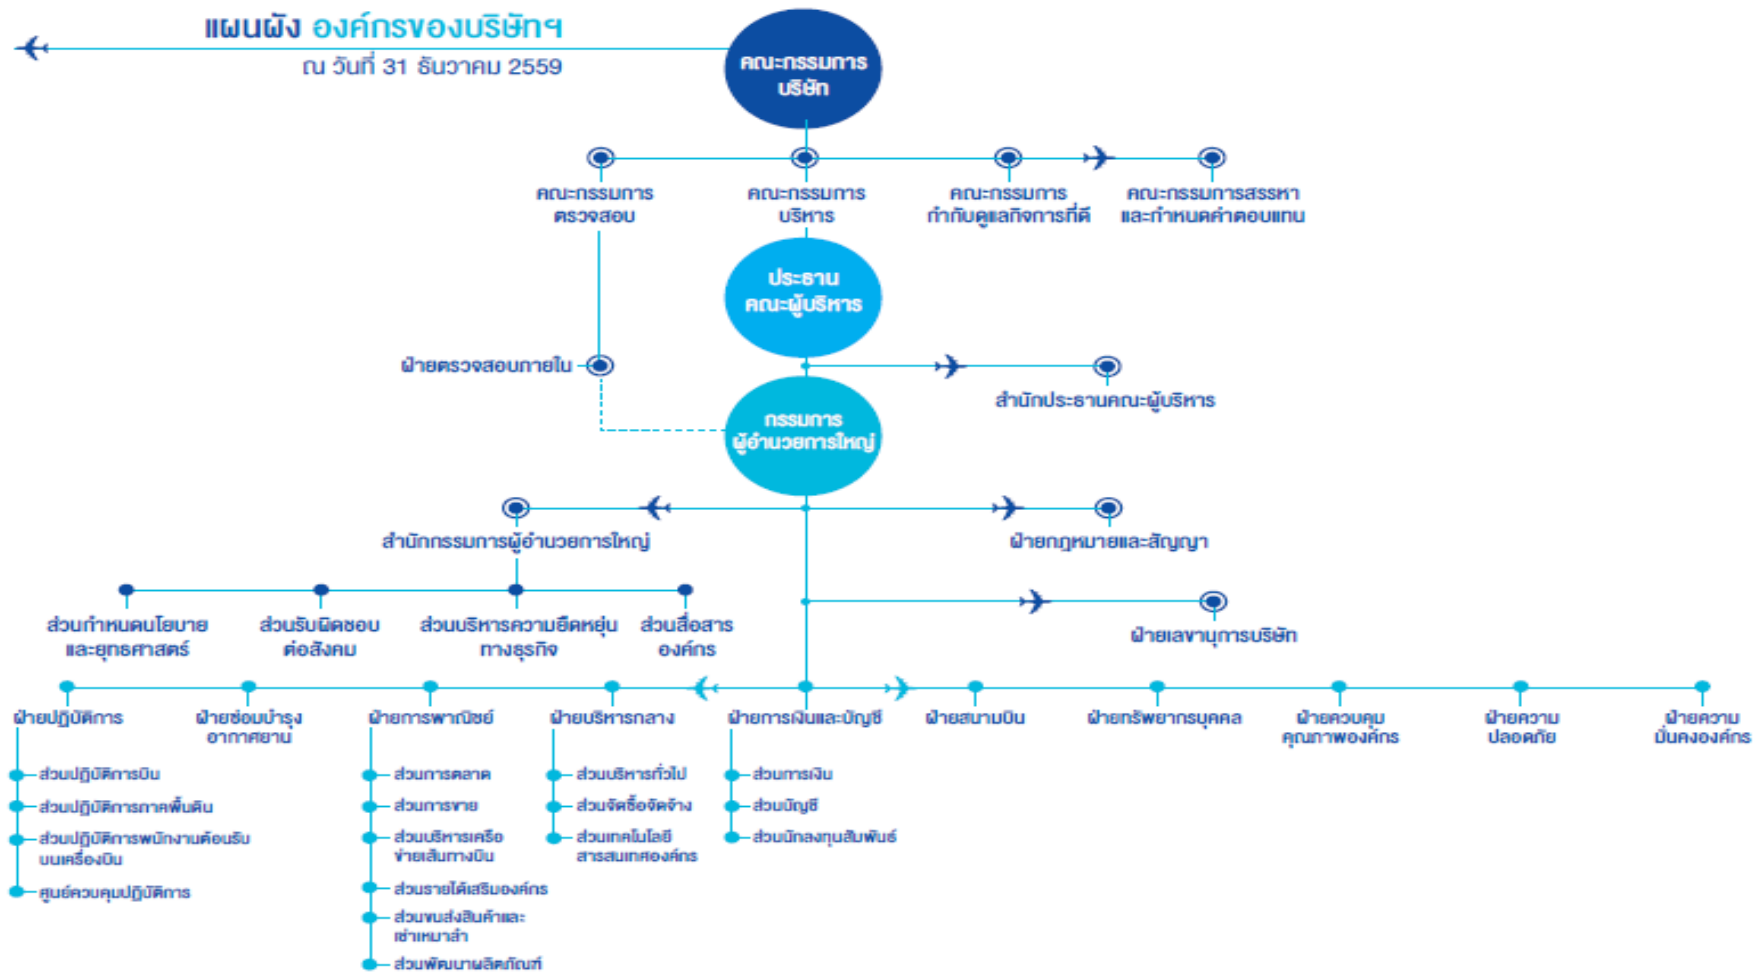 แผนผัง องค์กรของบริษัทฯ
ณ วันที่ 31 ธันวาคม 2559
คณะกรรมการ
บริษัท
คณะกรรมการ
ตรวจสอบ
คณะกรรมการ
บริหาร
คณะกรรมการ
กำกับดูแลกิจการที่ดี
คณะกรรมการสรรหา
และกำหนดค่าตอบแทน
ประธาน
คณะผู้บริหาร
ฝ่ายตรวจสอบภายใน
สำนักประธานคณะผู้บริหาร
กรรมการ
ผู้อำนวยการใหญ่
สำนักกรรมการผู้อำนวยการใหญ่
ฝ่ายกฎหมายและสัญญา
ส่วนกำหนดนโยบาย
และยุทธศาสตร์
ส่วนรับผิดชอบ
ต่อสังคม
ส่วนบริหารความยืดหยุ่น
ทางธุรกิจ
ส่วนสื่อสาร
องค์กร
ฝ่ายเลขานุการบริษัท
ฝ่ายปฏิบัติการ
ส่วนปฏิบัติการบิน
ส่วนปฏิบัติการภาคพื้นดิน
ส่วนปฏิบัติการพนักงานต้อนรับ
บนเครื่องบิน
ศูนย์ควบคุมปฏิบัติการ
ฝ่ายซ่อมบำรุง
อากาศยาน
ฝ่ายการพาณิชย์
ส่วนการตลาด
ส่วนการขาย
ส่วนบริหารเครือ
ข่ายเส้นทางบิน
ส่วนรายได้เสริมองค์กร
ส่วนขนส่งสินค้าและ
เช่าเหมาลำ
ส่วนพัฒนาผลิตภัณฑ์
ฝ่ายบริหารกลาง
ส่วนบริหารทั่วไป
ส่วนจัดซื้อจัดจ้าง
ส่วนเทคโนโลยี
สารสนเทศองค์กร
ฝ่ายการเงินและบัญชี
ส่วนการเงิน
ส่วนบัญชี
ส่วนนักลงทุนสัมพันธ์
ฝ่ายสนามบิน
ฝ่ายทรัพยากรบุคคล
ฝ่ายควบคุม
คุณภาพองค์กร
ฝ่ายความ
ปลอดภัย
ฝ่ายความ
มั่นคงองค์กร